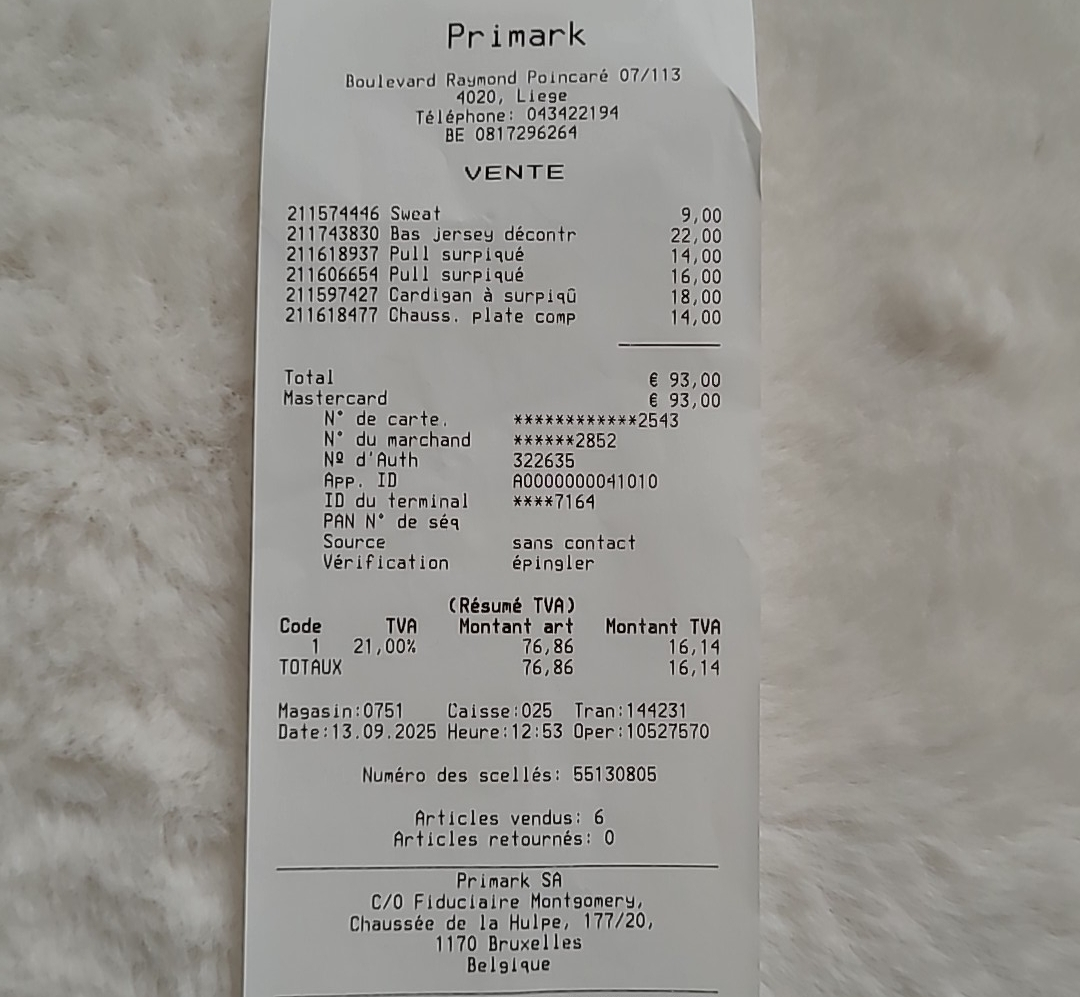 Primark
Boulevard Raymond Poincaré 07/113
4020, Liege
Téléphone: 043422194
BE 0817296264
VENTE
211574446 Sweat 9,00
211743830 Bas jersey décontr 22,00
211618937 Pull surpiqué 14,00
211606654 Pull surpiqué 16,00
211597427 Cardigan à surpiqû 18,00
211618477 Chauss. plate comp 14,00
Total € 93,00
Mastercard € 93,00
N° de carte. ************2543
N° du marchand ******2852
Nº d'Auth 322635
App. ID A0000000041010
ID du terminal ****7164
PAN N° de séq
Source sans contact
Vérification épingler
(Résumé TVA)
Code TVA Montant art Montant TVA
1 21,00% 76,86 16,14
TOTAUX 76,86 16,14
Magasin:0751 Caisse:025 Tran:144231
Date:13.09.2025 Heure:12:53 Oper:10527570
Numéro des scellés: 55130805
Articles vendus: 6
Articles retournés: 0
Primark SA
C/O Fiduciaire Montgomery,
Chaussée de la Hulpe, 177/20,
1170 Bruxelles
Belgique